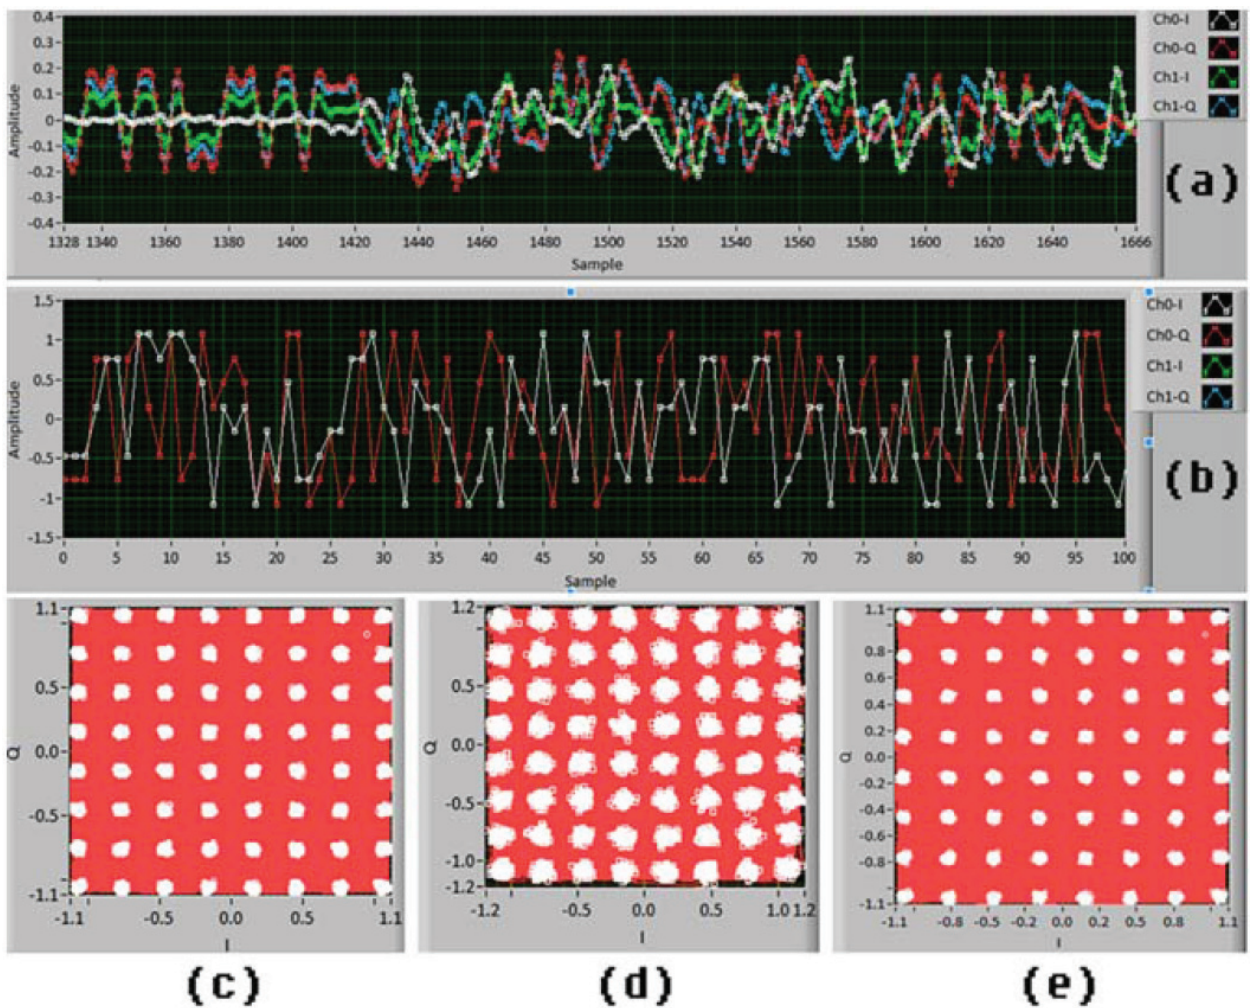 0.4
0.3
0.2
0.1
0
-0.1
-0.2
-0.3
-0.4
Amplitude
1328 1340 1360 1380 1400 1420 1440 1460 1480 1500 1520 1540 1560 1580 1600 1620 1640 1666
Sample
Ch0-I
Ch0-Q
Ch1-I
Ch1-Q
(a)
1.5
1
0.5
0
-0.5
-1
-1.5
Amplitude
0 5 10 15 20 25 30 35 40 45 50 55 60 65 70 75 80 85 90 95 100
Sample
Ch0-I
Ch0-Q
Ch1-I
Ch1-Q
(b)
1.1
0.5
0.0
-0.5
-1.1
Q
-1.1 -0.5 0.0 0.5 1.1
I
(c)
1.2
0.5
0.0
-0.5
-1.0
-1.2
Q
-1.2 -0.5 0.0 0.5 1.0 1.2
I
(d)
1.1
0.8
0.6
0.4
0.2
-0.0
-0.2
-0.4
-0.6
-0.8
-1.1
Q
-1.1 -0.8 -0.5 -0.2 0.0 0.2 0.5 0.8 1.1
I
(e)